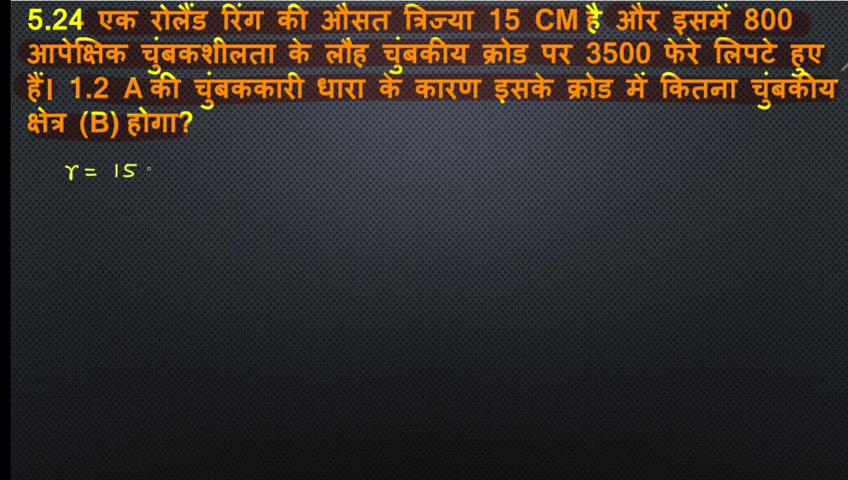 5.24 एक रोलैंड रिंग की औसत त्रिज्या 15 CM है और इसमें 800
आपेक्षिक चुंबकशीलता के लौह चुंबकीय क्रोड पर 3500 फेरे लिपटे हुए
हैं। 1.2 A की चुंबककारी धारा के कारण इसके क्रोड में कितना चुंबकीय
क्षेत्र (B) होगा?
r = 15